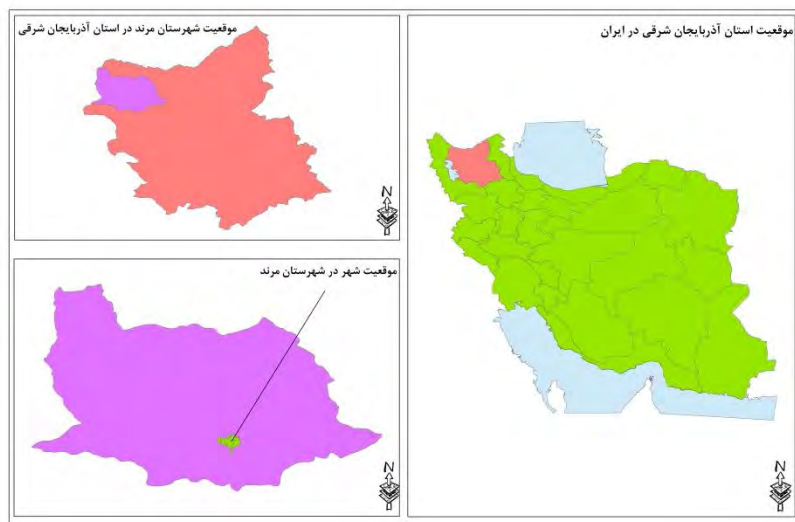 موقعیت استان آذربایجان شرقی در ایران
موقعیت شهرستان مرند در استان آذربایجان شرقی
موقعیت شهر در شهرستان مرند
N
N
N